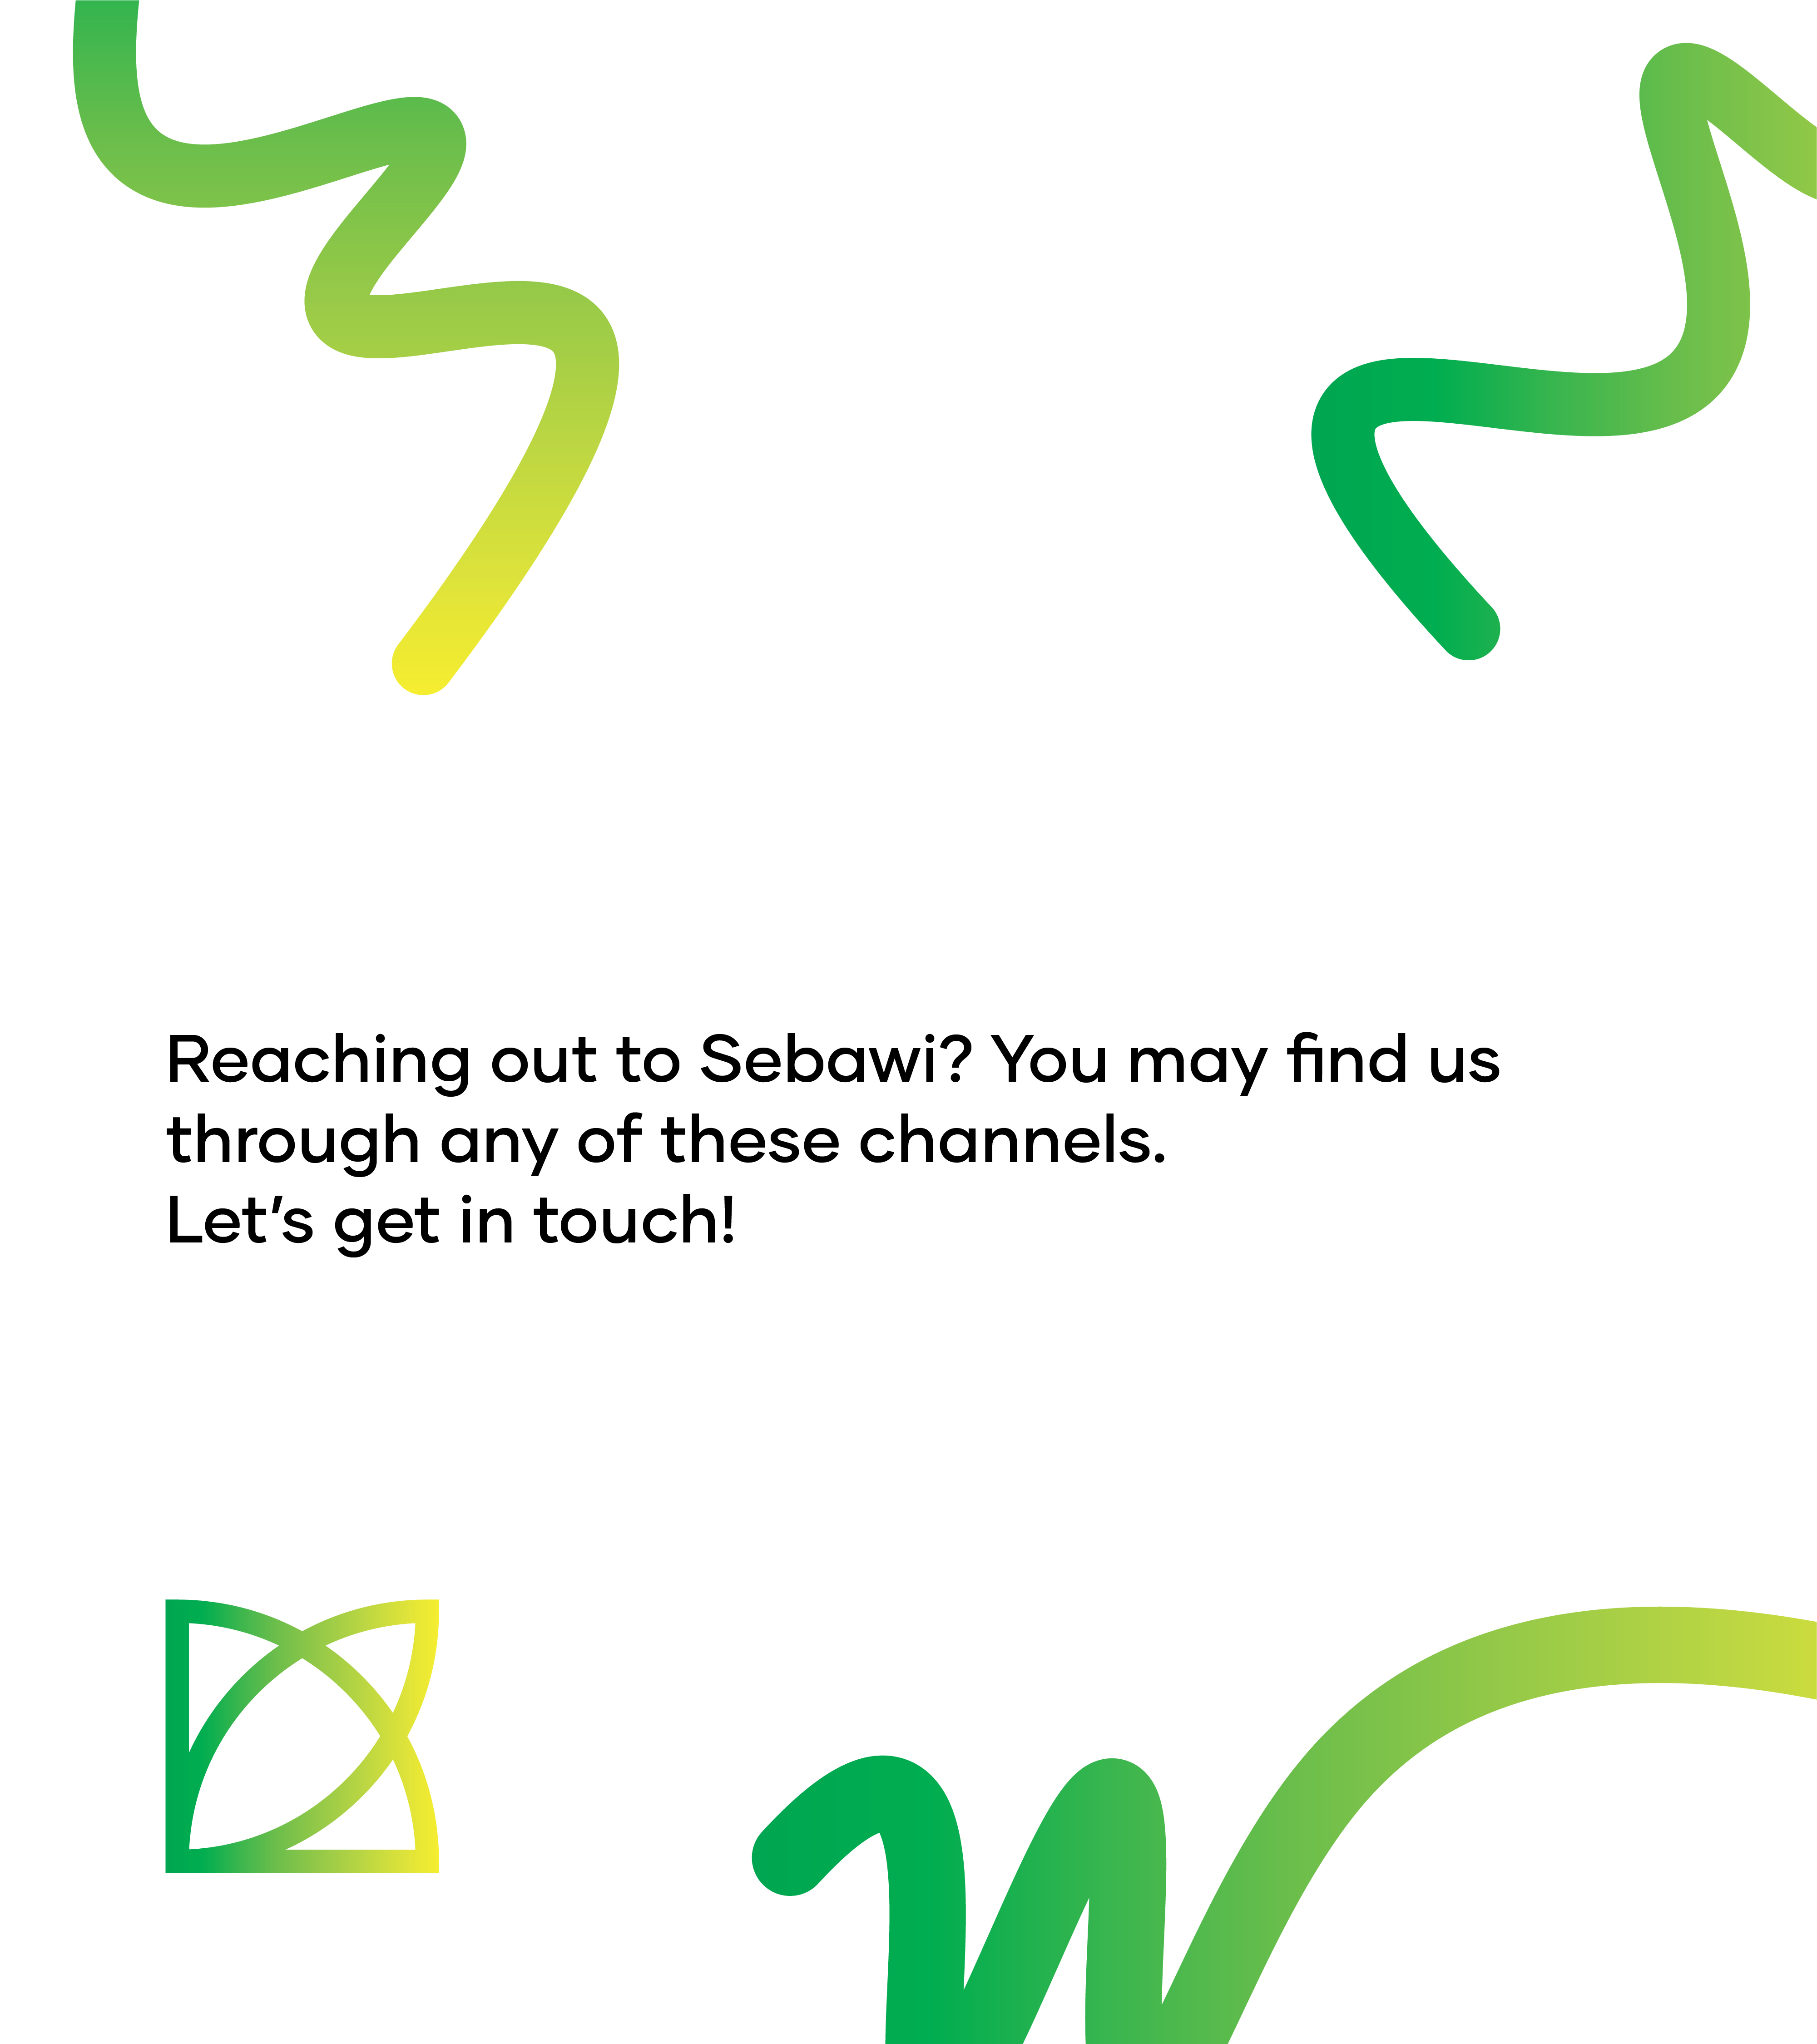 Reaching out to Sebawi? You may find us
through any of these channels.
Let’s get in touch!